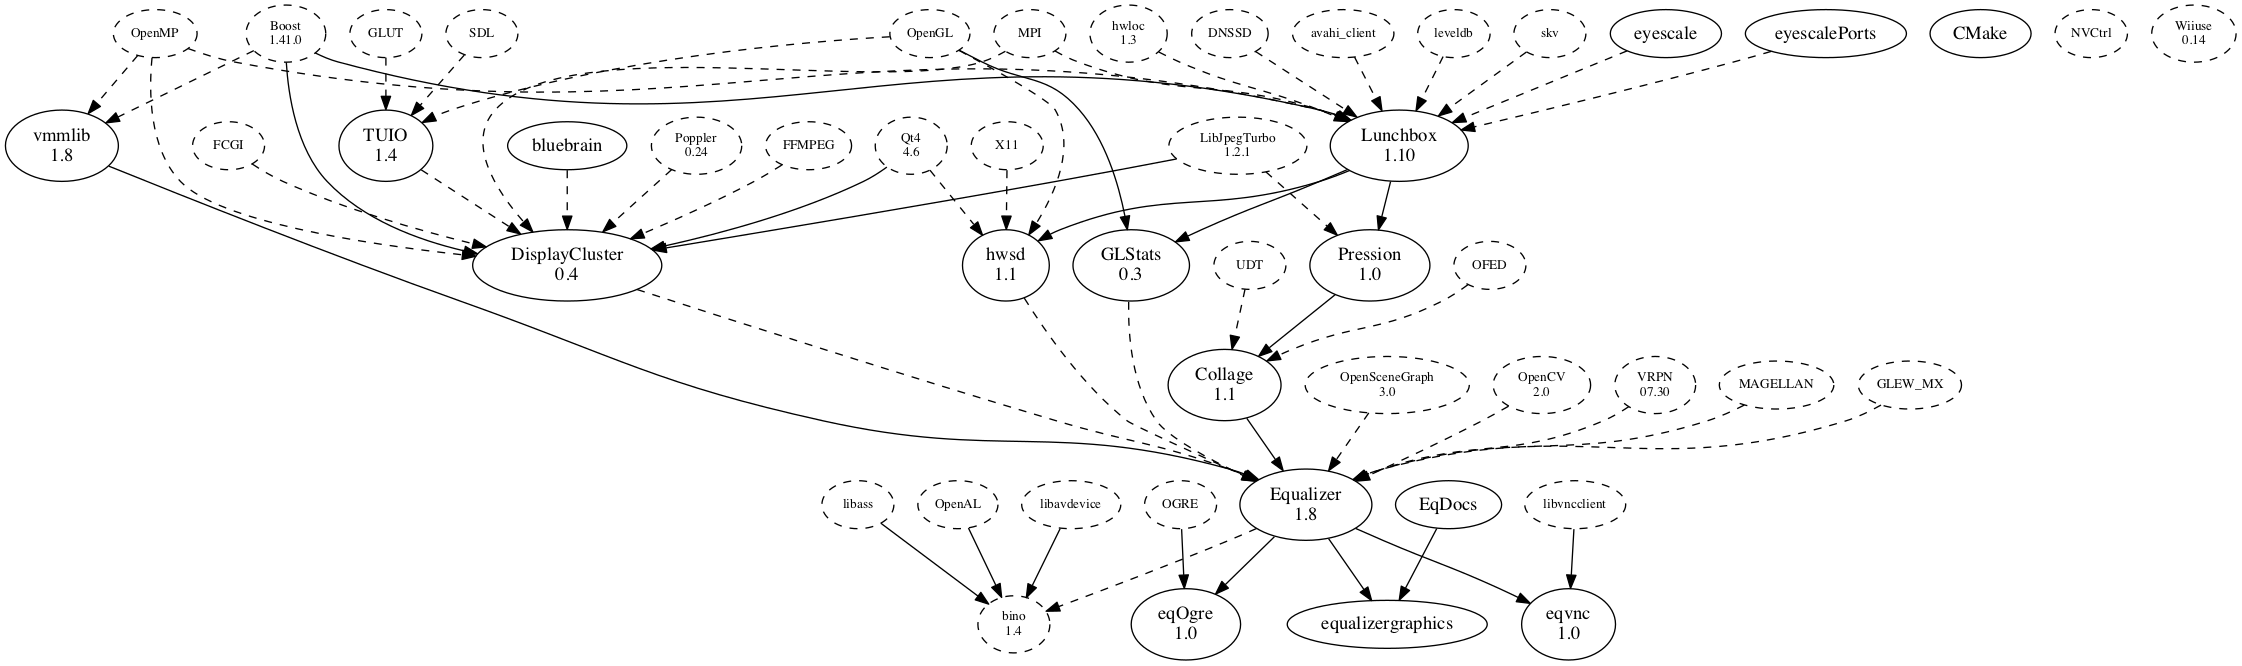 OpenMP
Boost
1.41.0
GLUT
SDL
OpenGL
MPI
hwloc
1.3
DNSSD
avahi_client
leveldb
skv
eyescale
eyescalePorts
CMake
NVCtrl
Wiiuse
0.14
vmmlib
1.8
FCGI
TUIO
1.4
bluebrain
Poppler
0.24
FFMPEG
Qt4
4.6
X11
LibJpegTurbo
1.2.1
Lunchbox
1.10
DisplayCluster
0.4
hwsd
1.1
GLStats
0.3
UDT
Pression
1.0
OFED
Collage
1.1
OpenSceneGraph
3.0
OpenCV
2.0
VRPN
07.30
MAGELLAN
GLEW_MX
libass
OpenAL
libavdevice
OGRE
Equalizer
1.8
EqDocs
libvncclient
bino
1.4
eqOgre
1.0
equalizergraphics
eqvnc
1.0